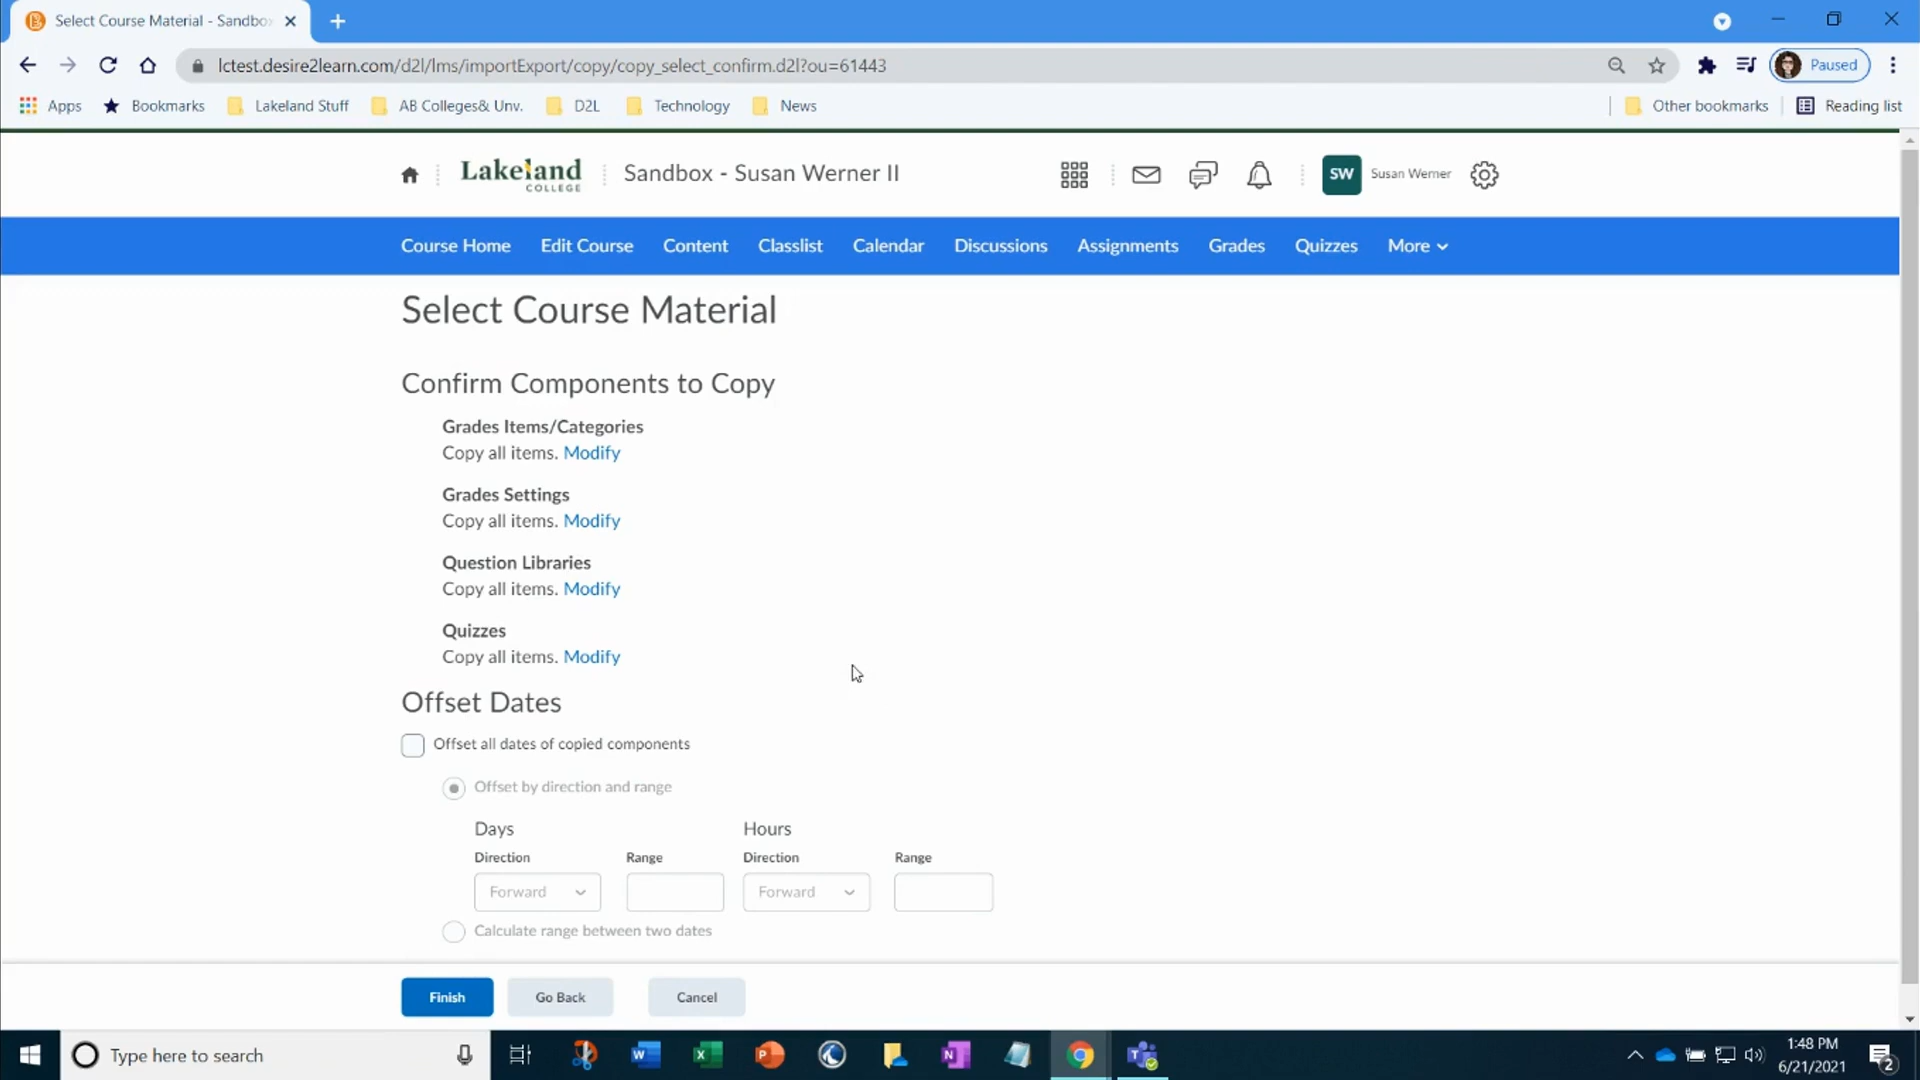 Select Course Material - Sandbo
lctest.desire2learn.com/d2l/lms/importExport/copy/copy_select_confirm.d2l?ou=61443
Paused
Apps
Bookmarks
Lakeland Stuff
AB Colleges& Unv.
D2L
Technology
News
Other bookmarks
Reading list
Lakeland
COLLEGE
Sandbox - Susan Werner II
SW
Susan Werner
Course Home
Edit Course
Content
Classlist
Calendar
Discussions
Assignments
Grades
Quizzes
More
Select Course Material
Confirm Components to Copy
Grades Items/Categories
Copy all items. Modify
Grades Settings
Copy all items. Modify
Question Libraries
Copy all items. Modify
Quizzes
Copy all items. Modify
Offset Dates
Offset all dates of copied components
Offset by direction and range
Days
Hours
Direction
Range
Direction
Range
Forward
Forward
Calculate range between two dates
Finish
Go Back
Cancel
Type here to search
1:48 PM
6/21/2021
2